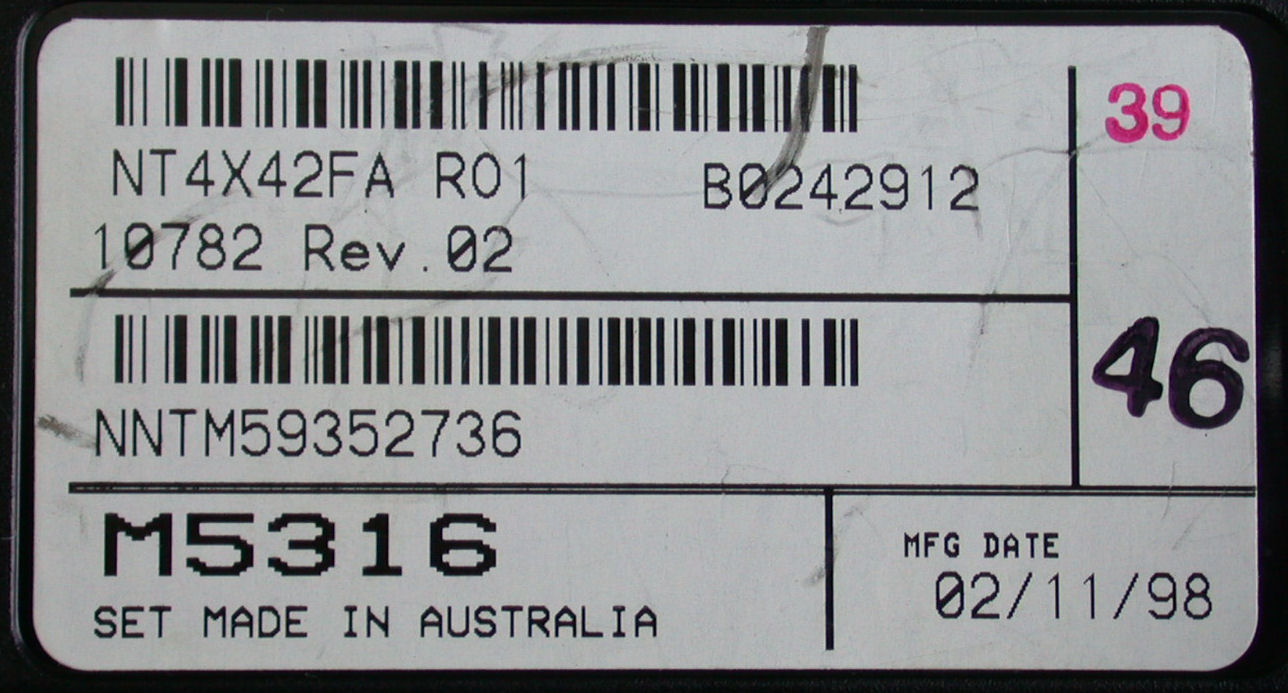 NT4X42FA R01 B0242912
10782 Rev.02
39
46
NNTM59352736
M5316
SET MADE IN AUSTRALIA
MFG DATE
02/11/98